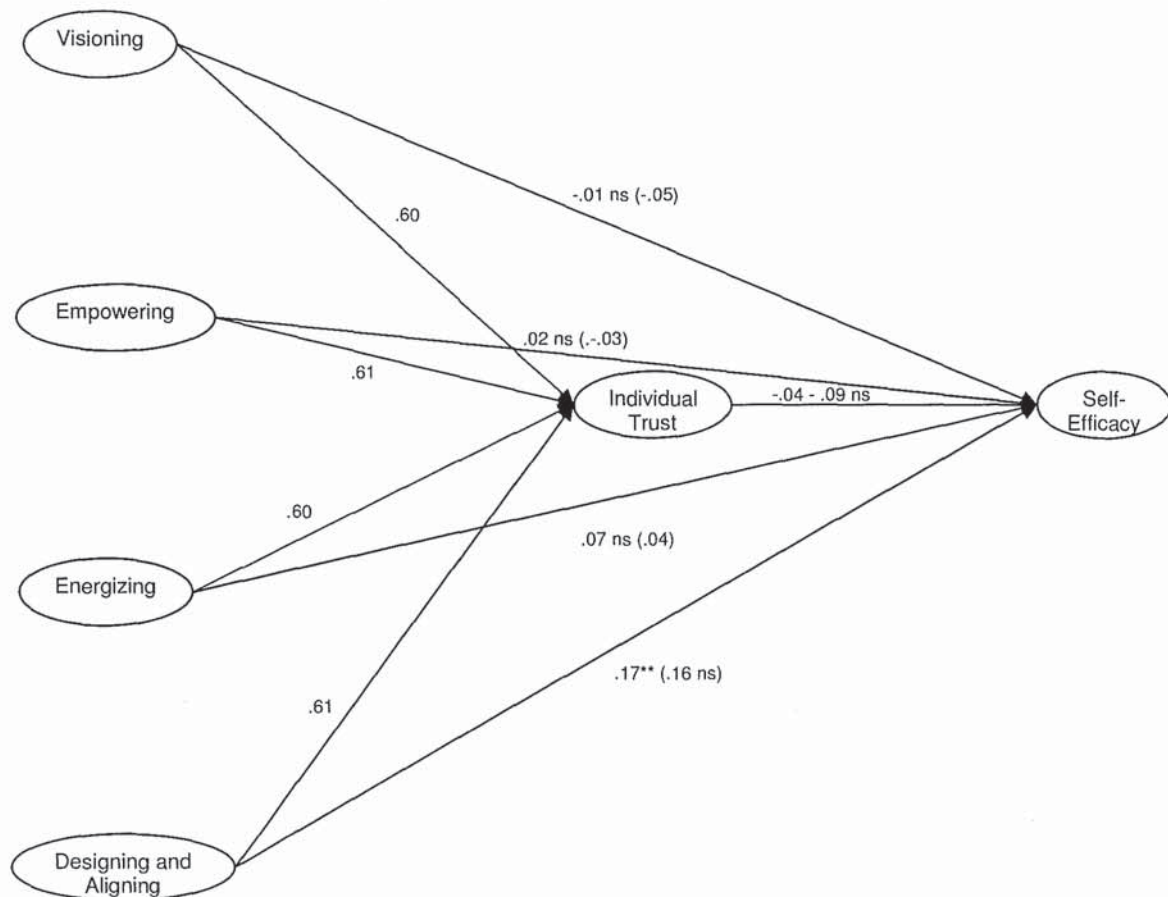 Visioning
-.01 ns (-.05)
.60
Empowering
.02 ns (.-.03)
.61
Individual
Trust
-.04 - .09 ns
Self-
Efficacy
.60
.07 ns (.04)
Energizing
.17** (.16 ns)
.61
Designing and
Aligning